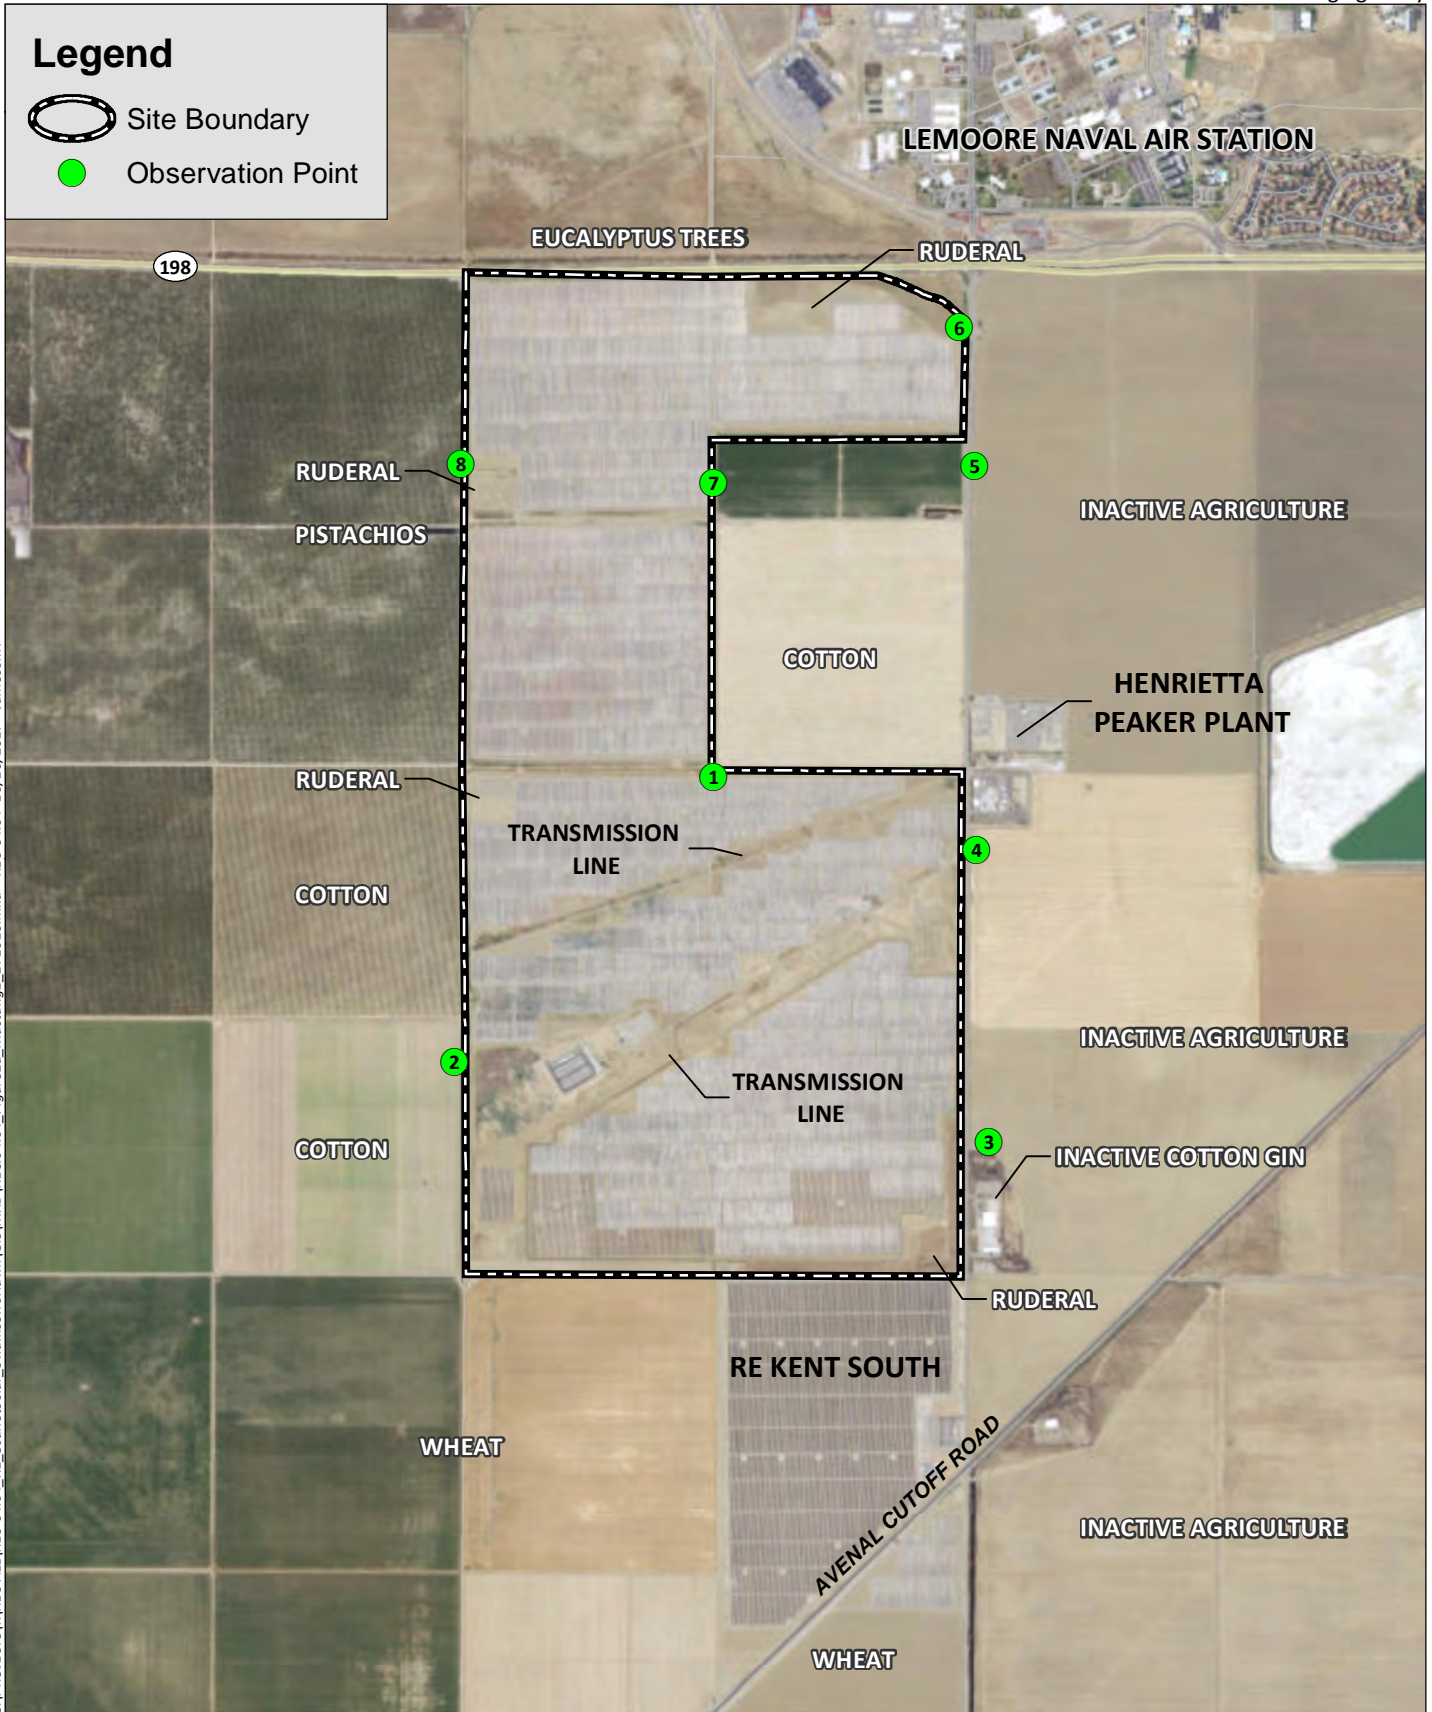 Legend
Site Boundary
Observation Point
LEMOORE NAVAL AIR STATION
EUCALYPTUS TREES
RUDERAL
198
6
RUDERAL
8
5
7
INACTIVE AGRICULTURE
PISTACHIOS
COTTON
HENRIETTA
PEAKER PLANT
RUDERAL
1
TRANSMISSION
LINE
4
COTTON
INACTIVE AGRICULTURE
2
TRANSMISSION
LINE
3
COTTON
INACTIVE COTTON GIN
RUDERAL
RE KENT SOUTH
WHEAT
AVENAL CUTOFF ROAD
INACTIVE AGRICULTURE
WHEAT